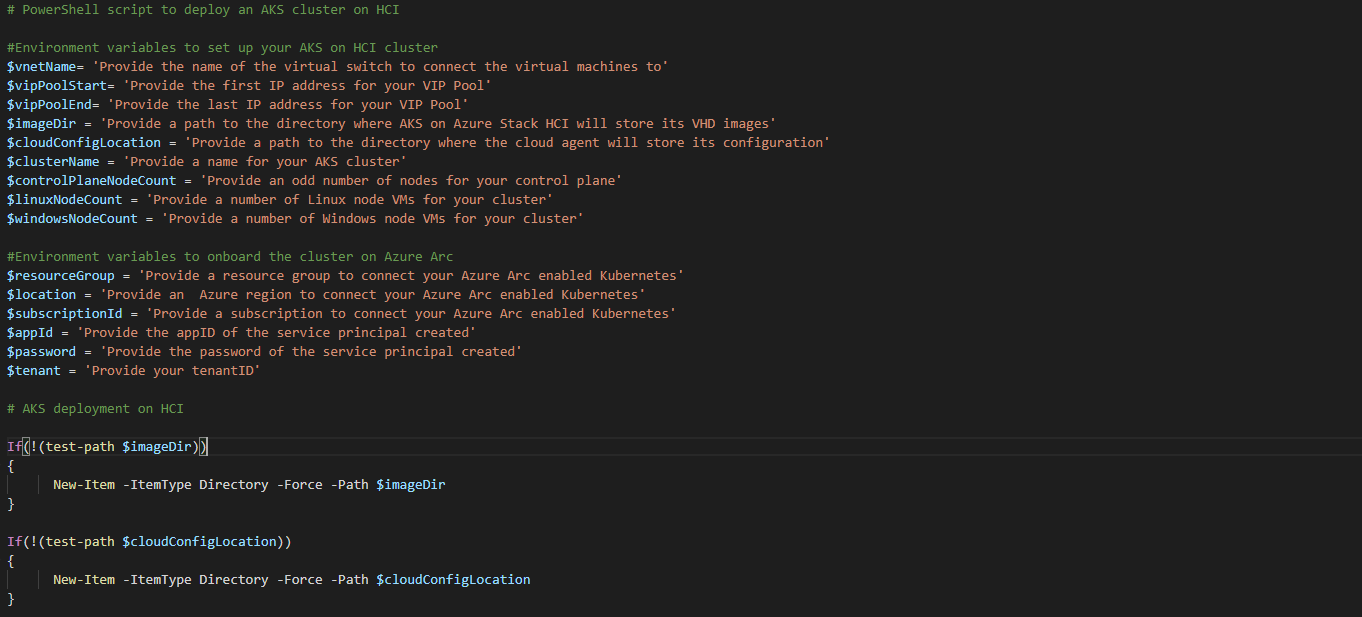 # PowerShell script to deploy an AKS cluster on HCI
#Environment variables to set up your AKS on HCI cluster
$vnetName= 'Provide the name of the virtual switch to connect the virtual machines to'
$vipPoolStart= 'Provide the first IP address for your VIP Pool'
$vipPoolEnd= 'Provide the last IP address for your VIP Pool'
$imageDir = 'Provide a path to the directory where AKS on Azure Stack HCI will store its VHD images'
$cloudConfigLocation = 'Provide a path to the directory where the cloud agent will store its configuration'
$clusterName = 'Provide a name for your AKS cluster'
$controlPlaneNodeCount = 'Provide an odd number of nodes for your control plane'
$linuxNodeCount = 'Provide a number of Linux node VMs for your cluster'
$windowsNodeCount = 'Provide a number of Windows node VMs for your cluster'
#Environment variables to onboard the cluster on Azure Arc
$resourceGroup = 'Provide a resource group to connect your Azure Arc enabled Kubernetes'
$location = 'Provide an  Azure region to connect your Azure Arc enabled Kubernetes'
$subscriptionId = 'Provide a subscription to connect your Azure Arc enabled Kubernetes'
$appId = 'Provide the appID of the service principal created'
$password = 'Provide the password of the service principal created'
$tenant = 'Provide your tenantID'
# AKS deployment on HCI
If(!(test-path $imageDir))
{
      New-Item -ItemType Directory -Force -Path $imageDir
}
If(!(test-path $cloudConfigLocation))
{
      New-Item -ItemType Directory -Force -Path $cloudConfigLocation
}